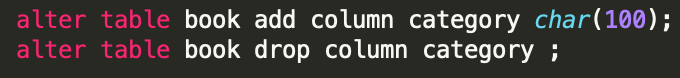 alter table book add column category char(100);
alter table book drop column category ;